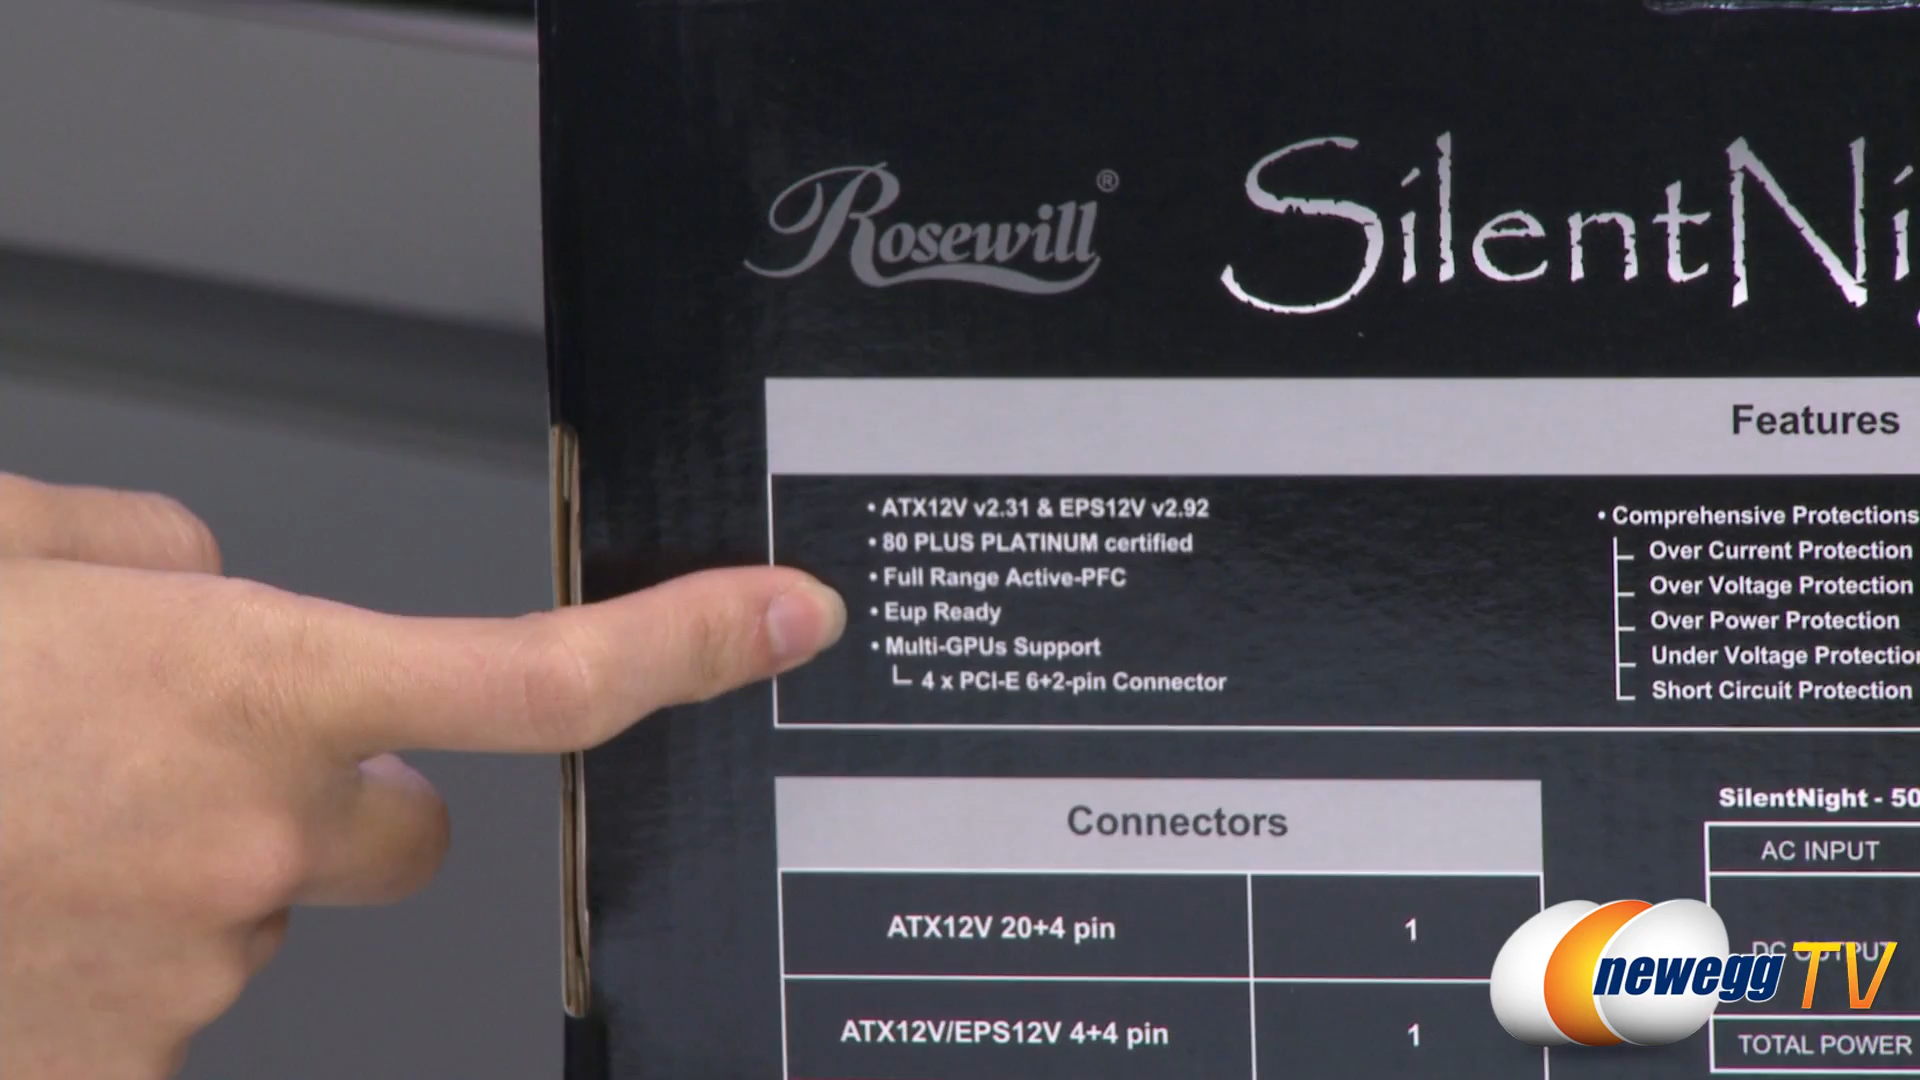 Rosewill®
SilentNi
Features
• ATX12V v2.31 & EPS12V v2.92
• 80 PLUS PLATINUM certified
• Full Range Active-PFC
• Eup Ready
• Multi-GPUs Support
4 x PCI-E 6+2-pin Connector
• Comprehensive Protections
Over Current Protection
Over Voltage Protection
Over Power Protection
Under Voltage Protection
Short Circuit Protection
Connectors
ATX12V 20+4 pin 1
ATX12V/EPS12V 4+4 pin 1
SilentNight - 50
AC INPUT
DC OUTPUT
TOTAL POWER
newegg TV